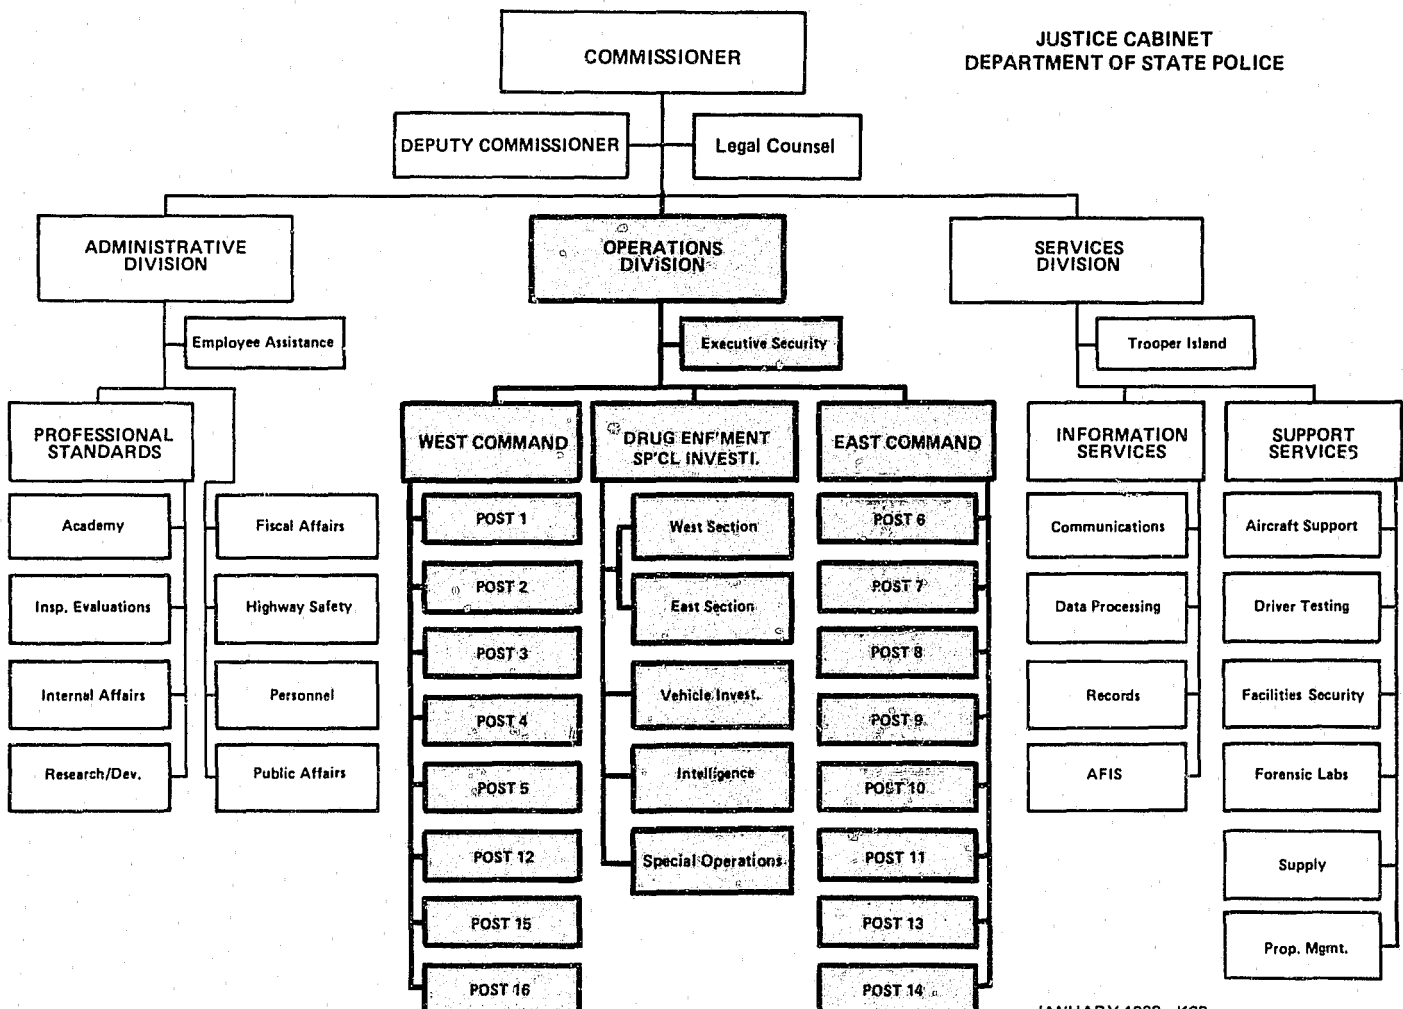 JUSTICE CABINET
DEPARTMENT OF STATE POLICE
COMMISSIONER
DEPUTY COMMISSIONER
Legal Counsel
ADMINISTRATIVE
DIVISION
OPERATIONS
DIVISION
SERVICES
DIVISION
Employee Assistance
Executive Security
Trooper Island
PROFESSIONAL
STANDARDS
WEST COMMAND
DRUG ENF'MENT
SP'CL INVESTI.
EAST COMMAND
INFORMATION
SERVICES
SUPPORT
SERVICES
Academy
Insp. Evaluations
Internal Affairs
Research/Dev.
Fiscal Affairs
Highway Safety
Personnel
Public Affairs
POST 1
POST 2
POST 3
POST 4
POST 5
POST 12
POST 15
POST 16
West Section
East Section
Vehicle Invest.
Intelligence
Special Operations
POST 6
POST 7
POST 8
POST 9
POST 10
POST 11
POST 13
POST 14
Communications
Data Processing
Records
AFIS
Aircraft Support
Driver Testing
Facilities Security
Forensic Labs
Supply
Prop. Mgmt.
JANUARY